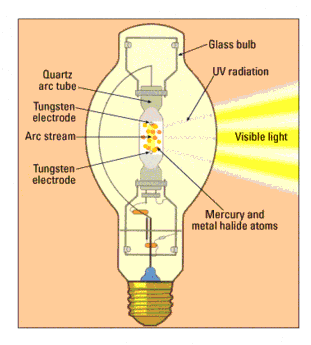 Glass bulb
Quartz
arc tube
UV radiation
Tungsten
electrode
Arc stream
Visible light
Tungsten
electrode
Mercury and
metal halide atoms